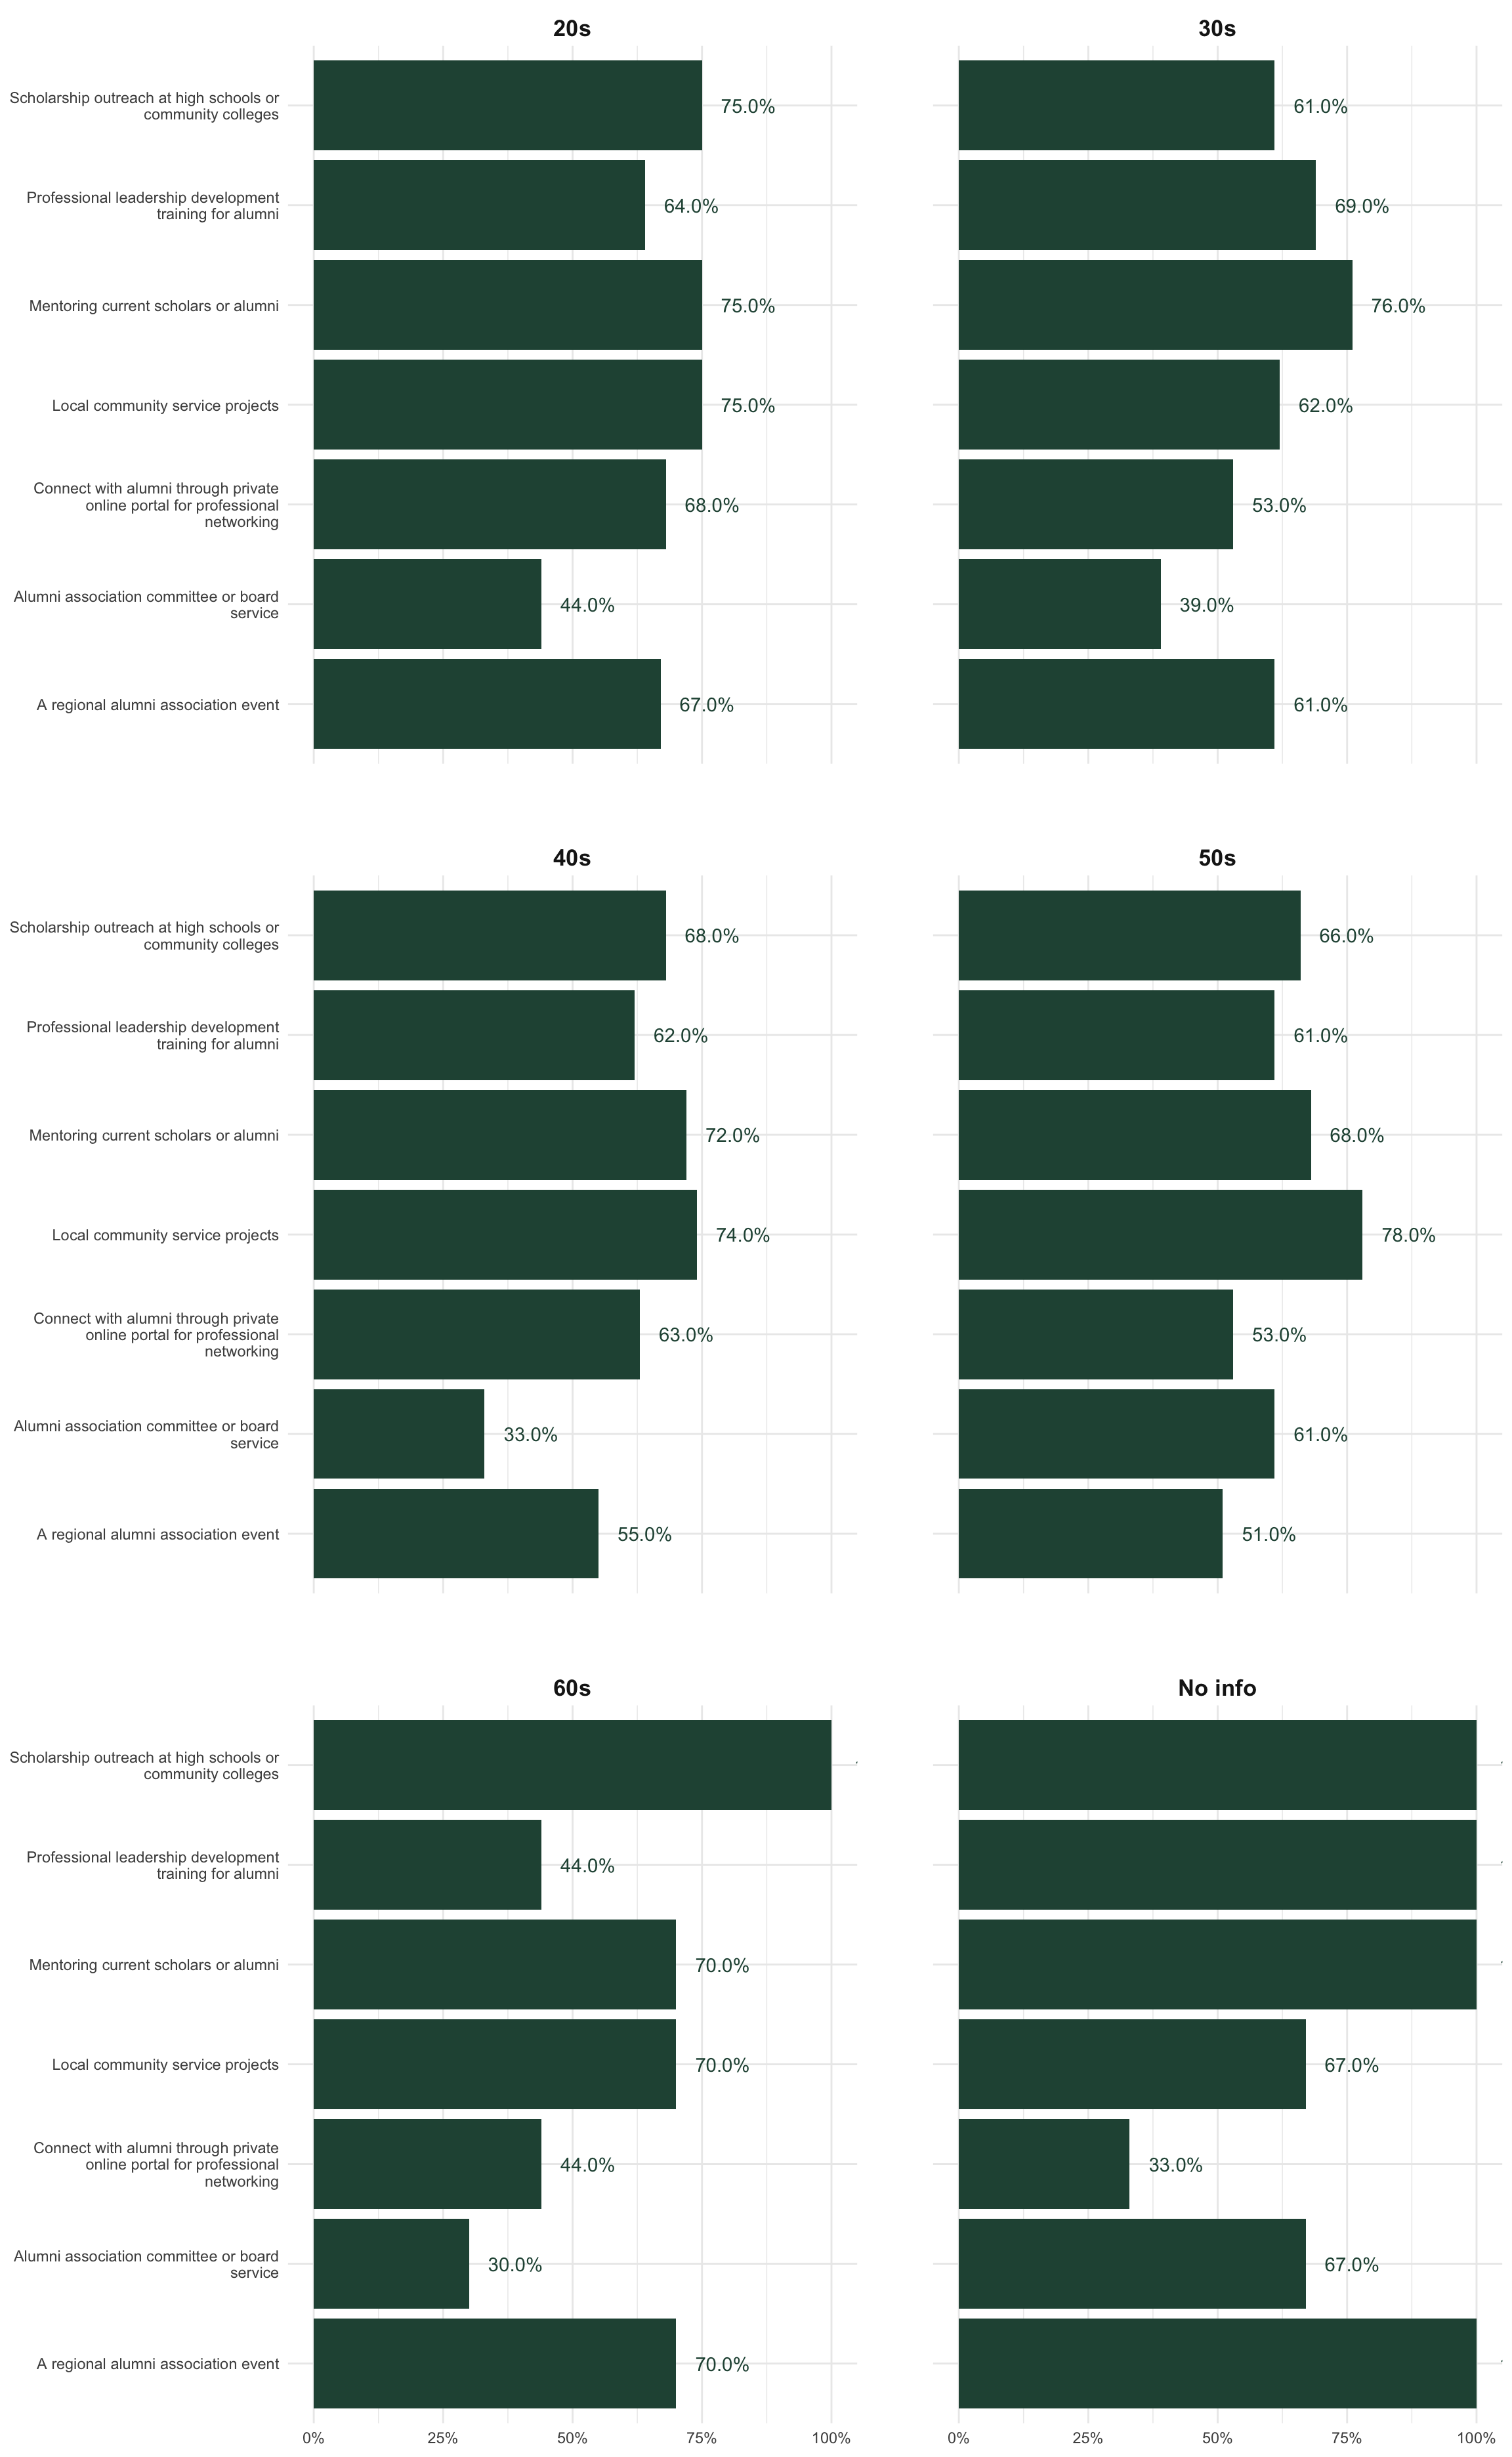 20s
30s
Scholarship outreach at high schools or
community colleges
75.0%
61.0%
Professional leadership development
training for alumni
64.0%
69.0%
Mentoring current scholars or alumni
75.0%
76.0%
Local community service projects
75.0%
62.0%
Connect with alumni through private
online portal for professional
networking
68.0%
53.0%
Alumni association committee or board
service
44.0%
39.0%
A regional alumni association event
67.0%
61.0%
40s
50s
Scholarship outreach at high schools or
community colleges
68.0%
66.0%
Professional leadership development
training for alumni
62.0%
61.0%
Mentoring current scholars or alumni
72.0%
68.0%
Local community service projects
74.0%
78.0%
Connect with alumni through private
online portal for professional
networking
63.0%
53.0%
Alumni association committee or board
service
33.0%
61.0%
A regional alumni association event
55.0%
51.0%
60s
No info
Scholarship outreach at high schools or
community colleges
Professional leadership development
training for alumni
44.0%
Mentoring current scholars or alumni
70.0%
Local community service projects
70.0%
67.0%
Connect with alumni through private
online portal for professional
networking
44.0%
33.0%
Alumni association committee or board
service
30.0%
67.0%
A regional alumni association event
70.0%
0%
25%
50%
75%
100%
0%
25%
50%
75%
100%